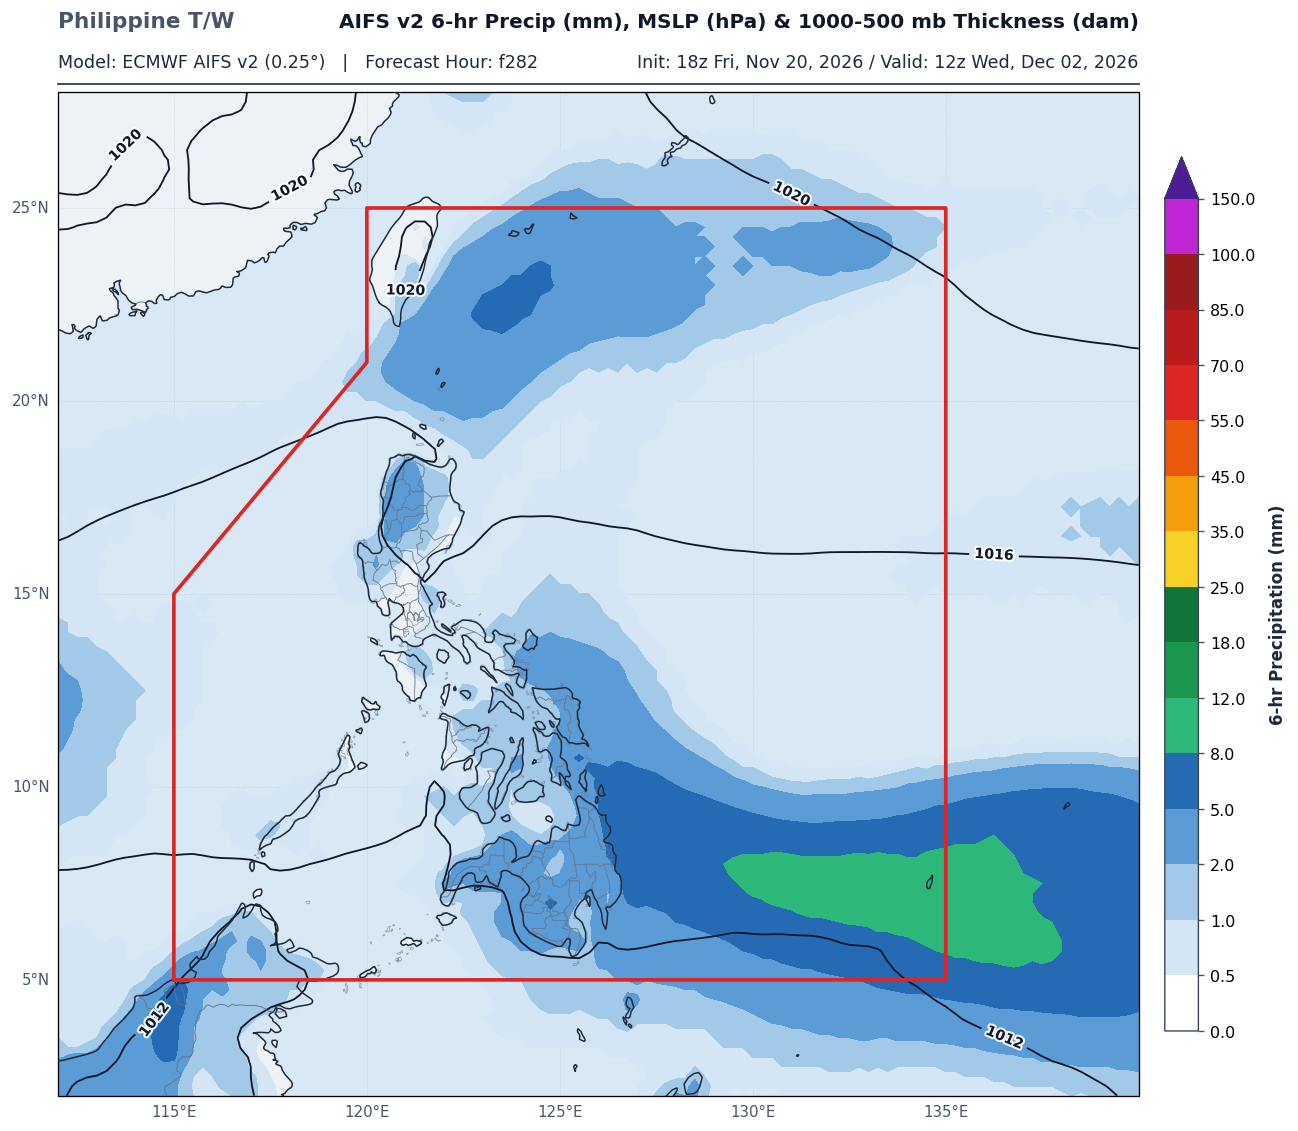 Philippine T/W
AIFS v2 6-hr Precip (mm), MSLP (hPa) & 1000-500 mb Thickness (dam)
Model: ECMWF AIFS v2 (0.25°) | Forecast Hour: f282
Init: 18z Fri, Nov 20, 2026 / Valid: 12z Wed, Dec 02, 2026
1020
1020
1020
1020
1016
1012
1012
25°N
20°N
15°N
10°N
5°N
115°E
120°E
125°E
130°E
135°E
150.0
100.0
85.0
70.0
55.0
45.0
35.0
25.0
18.0
12.0
8.0
5.0
2.0
1.0
0.5
0.0
6-hr Precipitation (mm)